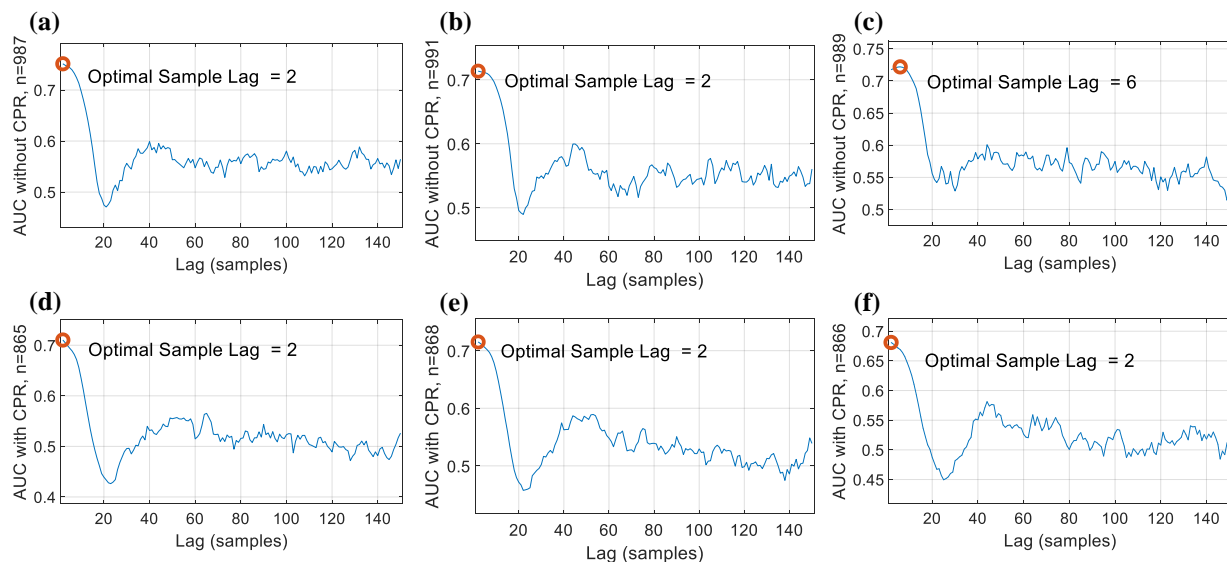 (a)
AUC without CPR, n=987
0.7
0.6
0.5
Optimal Sample Lag = 2
20 40 60 80 100 120 140
Lag (samples)
(b)
AUC without CPR, n=991
0.7
0.6
0.5
Optimal Sample Lag = 2
20 40 60 80 100 120 140
Lag (samples)
(c)
AUC without CPR, n=989
0.75
0.7
0.65
0.6
0.55
0.5
Optimal Sample Lag = 6
20 40 60 80 100 120 140
Lag (samples)
(d)
AUC with CPR, n=865
0.7
0.6
0.5
0.4
Optimal Sample Lag = 2
20 40 60 80 100 120 140
Lag (samples)
(e)
AUC with CPR, n=868
0.7
0.6
0.5
Optimal Sample Lag = 2
20 40 60 80 100 120 140
Lag (samples)
(f)
AUC with CPR, n=866
0.7
0.65
0.6
0.55
0.5
0.45
Optimal Sample Lag = 2
20 40 60 80 100 120 140
Lag (samples)